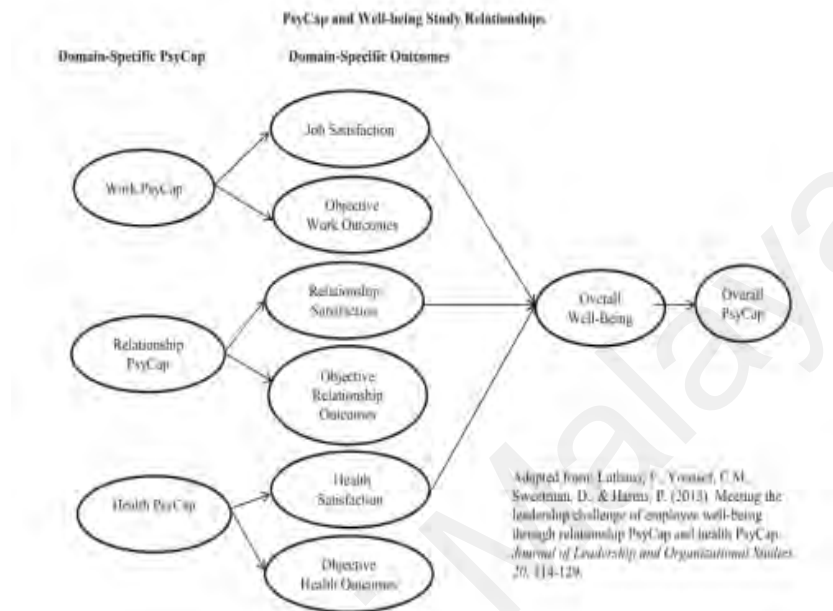 PsyCap and Well-being Study Relationships
Domain-Specific PsyCap
Domain-Specific Outcomes
Job Satisfaction
Work PsyCap
Objective
Work Outcomes
Relationship
Satisfaction
Relationship
PsyCap
Objective
Relationship
Outcomes
Health
Satisfaction
Health PsyCap
Objective
Health Outcomes
Overall
Well-Being
Overall
PsyCap
Adapted from: Luthans, F., Youssef, C.M.,
Sweetman, D., & Harms, P. (2013). Meeting the
leadership challenge of employee well-being
through relationship PsyCap and health PsyCap.
Journal of Leadership and Organizational Studies,
20, 114-129.
Malaya